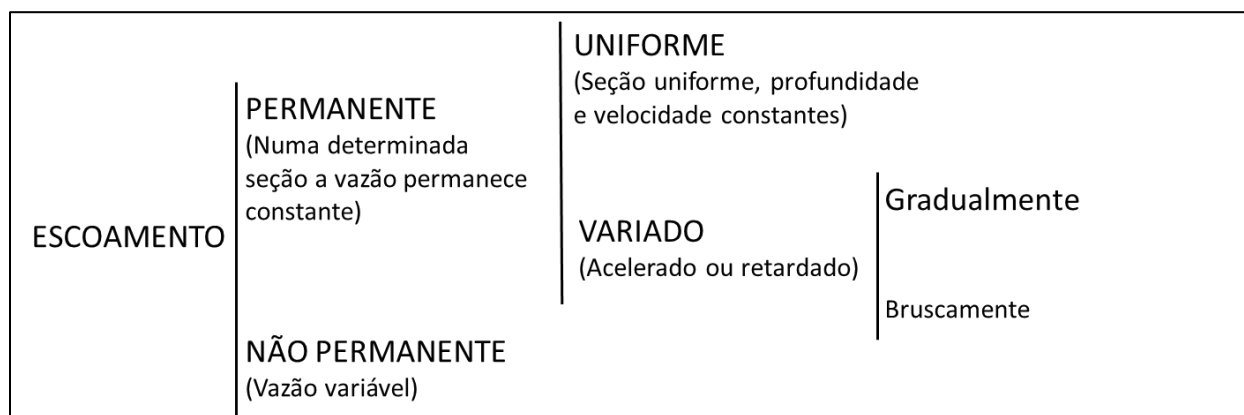 ESCOAMENTO
PERMANENTE
(Numa determinada
seção a vazão permanece
constante)
UNIFORME
(Seção uniforme, profundidade
e velocidade constantes)
VARIADO
(Acelerado ou retardado)
Gradualmente
Bruscamente
NÃO PERMANENTE
(Vazão variável)